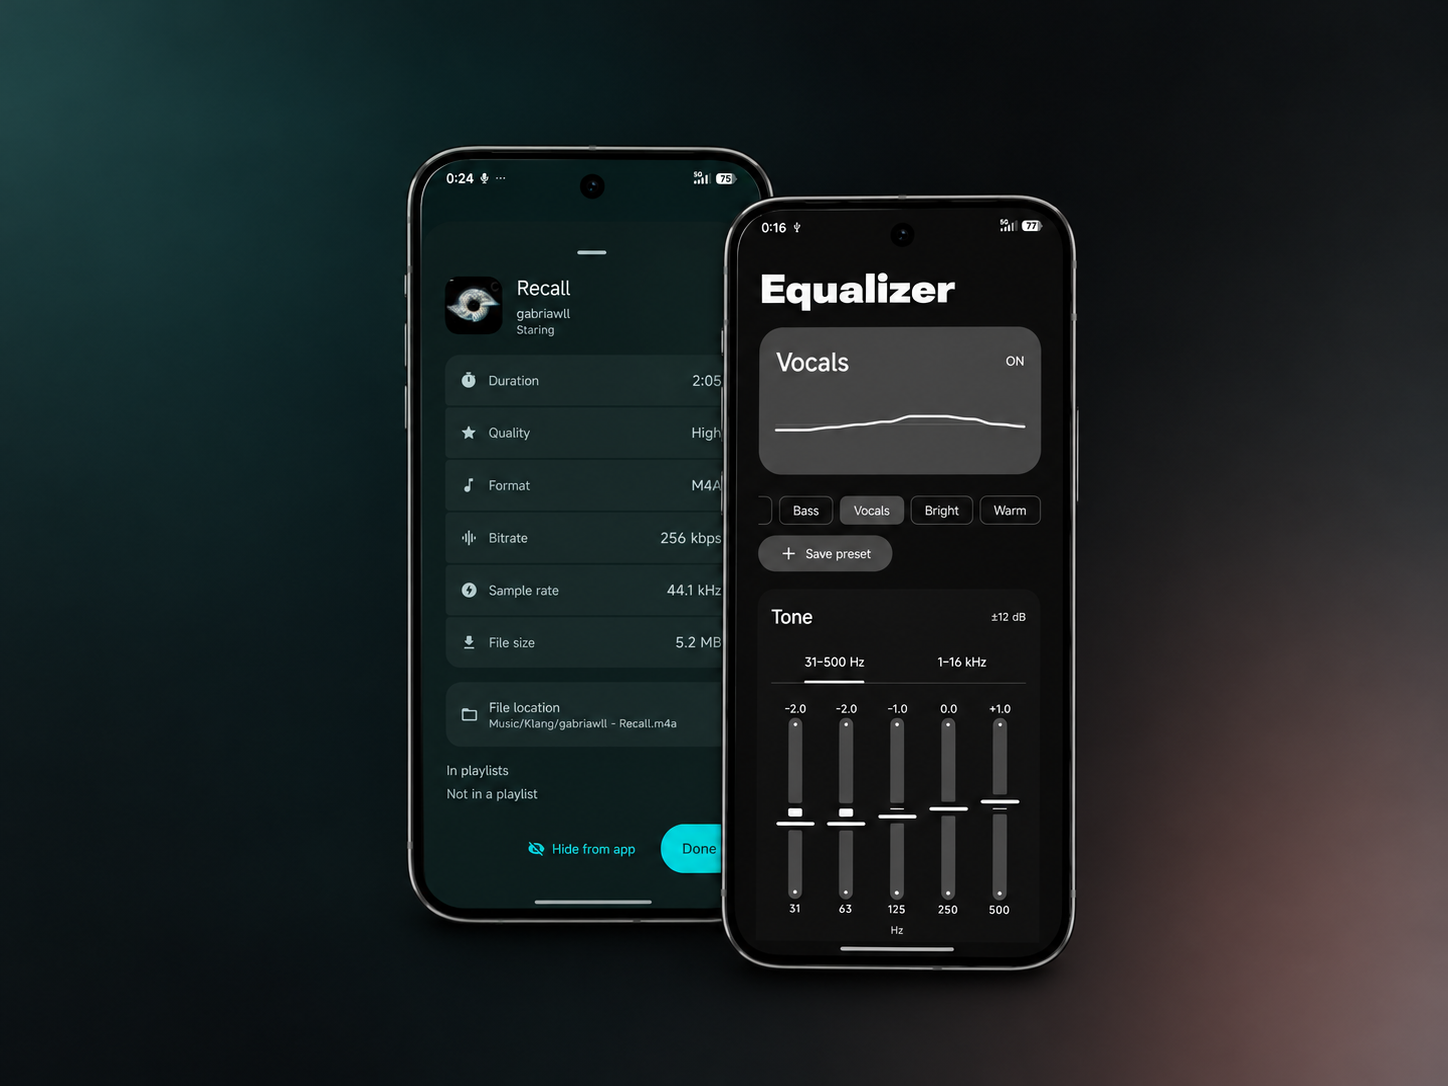 0:24 ...
5G 75
Recall
gabriawll
Staring
Duration 2:05
Quality High
Format M4A
Bitrate 256 kbps
Sample rate 44.1 kHz
File size 5.2 MB
File location
Music/Klang/gabriawll - Recall.m4a
In playlists
Not in a playlist
Hide from app Done
0:16
5G 77
Equalizer
Vocals ON
Bass Vocals Bright Warm
+ Save preset
Tone ±12 dB
31-500 Hz 1-16 kHz
-2.0 -2.0 -1.0 0.0 +1.0
31 63 125 250 500
Hz